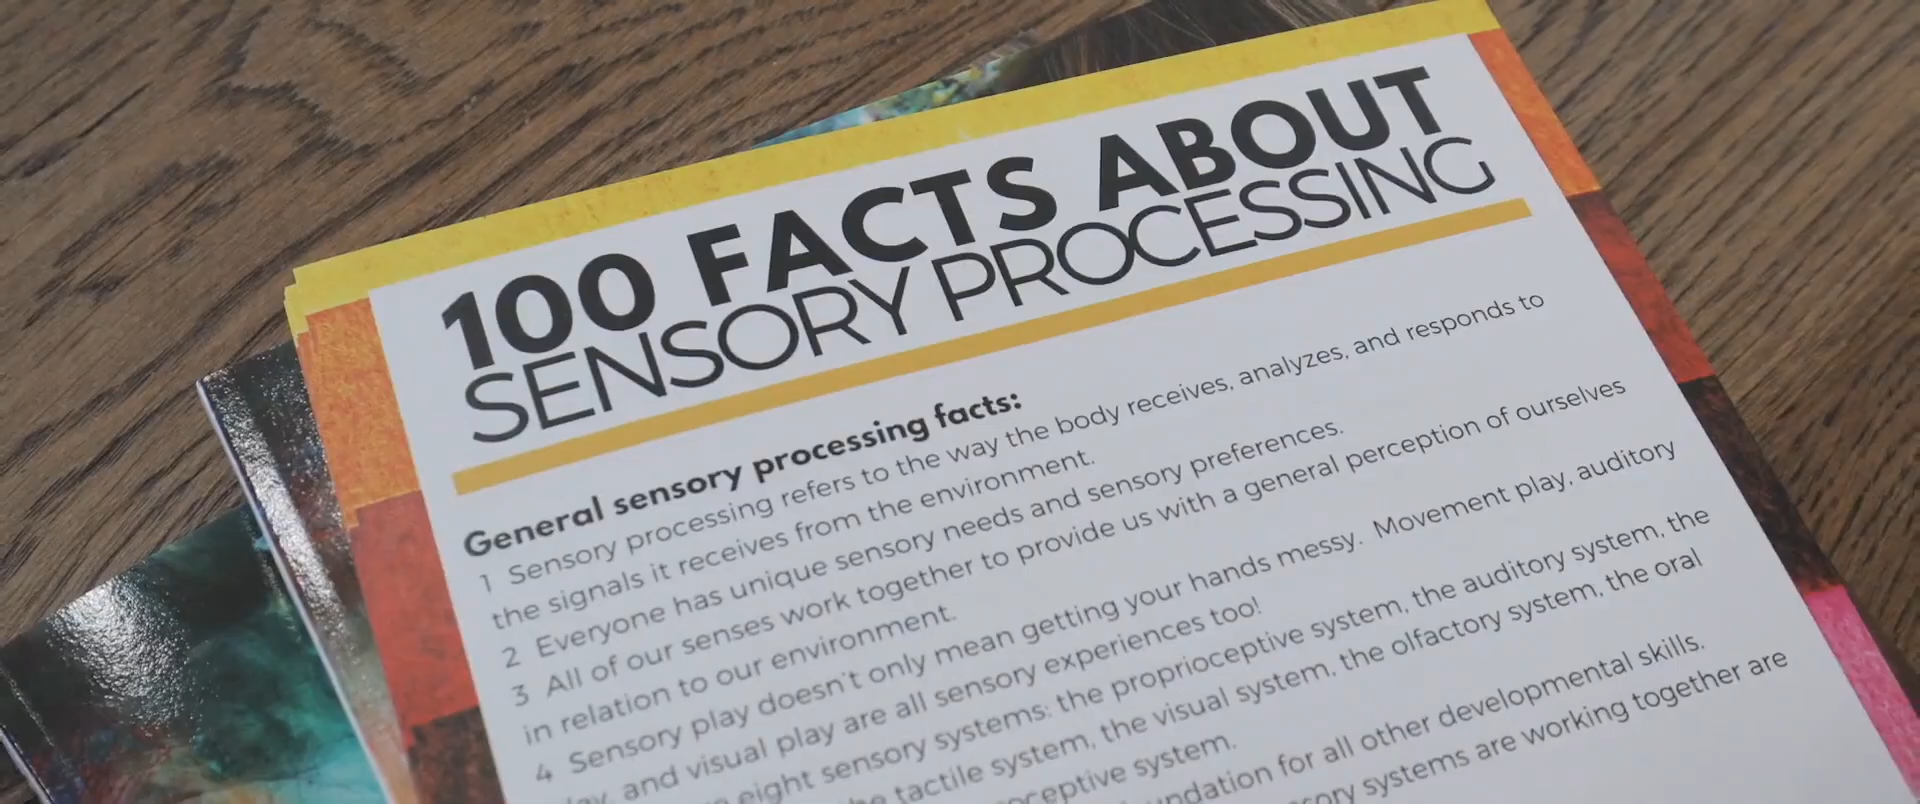 100 FACTS ABOUT
SENSORY PROCESSING
General sensory processing facts:
1 Sensory processing refers to the way the body receives, analyzes, and responds to
the signals it receives from the environment.
2 Everyone has unique sensory needs and sensory preferences.
3 All of our senses work together to provide us with a general perception of ourselves
in relation to our environment.
4 Sensory play doesn't only mean getting your hands messy. Movement play, auditory
and visual play are all sensory experiences too!
eight sensory systems: the proprioceptive system, the auditory system, the
tactile system, the visual system, the olfactory system, the oral
system.
for all other developmental skills.
systems are working together are